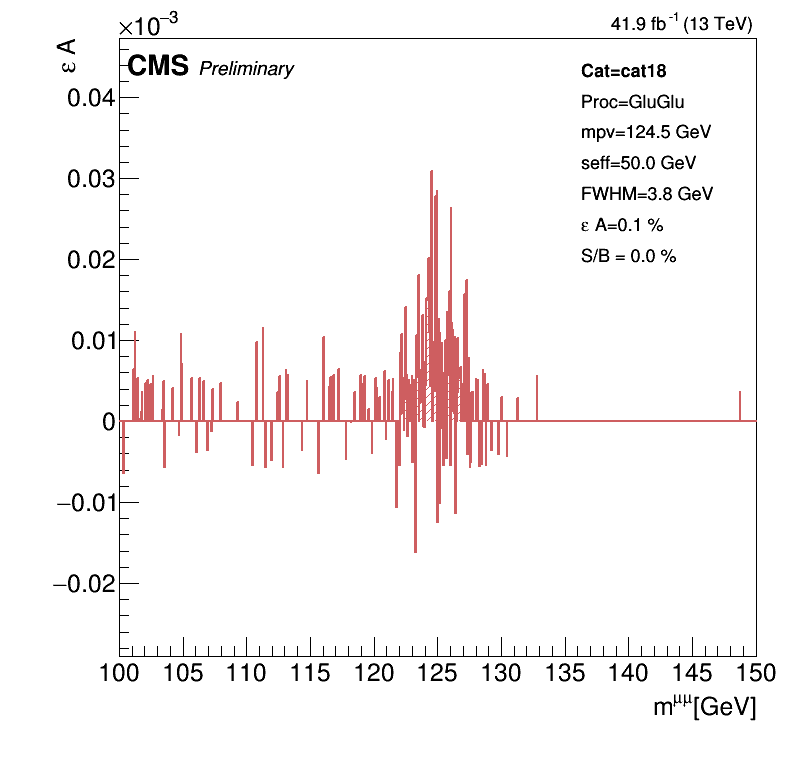 ×10⁻³
41.9 fb⁻¹ (13 TeV)
ε A
CMS Preliminary
Cat=cat18
Proc=GluGlu
mpv=124.5 GeV
seff=50.0 GeV
FWHM=3.8 GeV
ε A=0.1 %
S/B = 0.0 %
0.04
0.03
0.02
0.01
0
−0.01
−0.02
100 105 110 115 120 125 130 135 140 145 150
m^μμ[GeV]